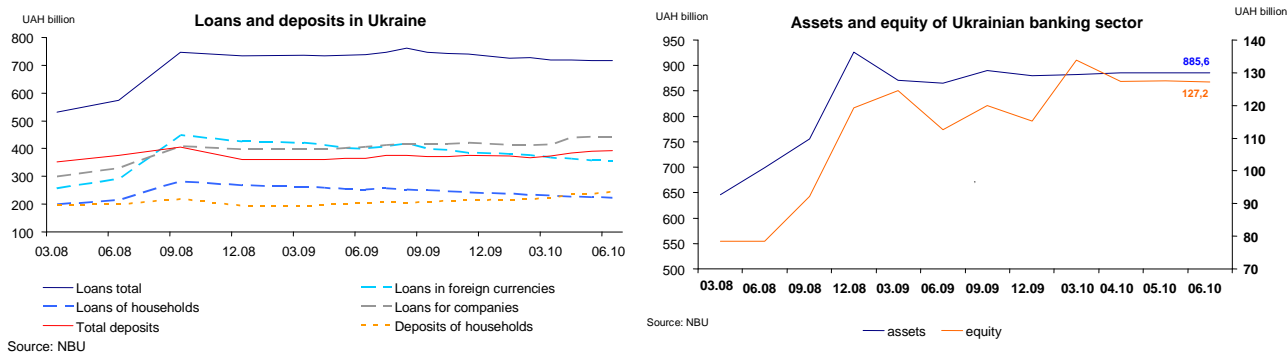 UAH billion
Loans and deposits in Ukraine
800
700
600
500
400
300
200
100
03.08 06.08 09.08 12.08 03.09 06.09 09.09 12.09 03.10 06.10
Loans total
Loans in foreign currencies
Loans of households
Loans for companies
Total deposits
Deposits of households
Source: NBU
UAH billion
Assets and equity of Ukrainian banking sector
UAH billion
950
900
850
800
750
700
650
600
550
500
140
130
120
110
100
90
80
70
885,6
127,2
03.08 06.08 09.08 12.08 03.09 06.09 09.09 12.09 03.10 04.10 05.10 06.10
Source: NBU
assets equity